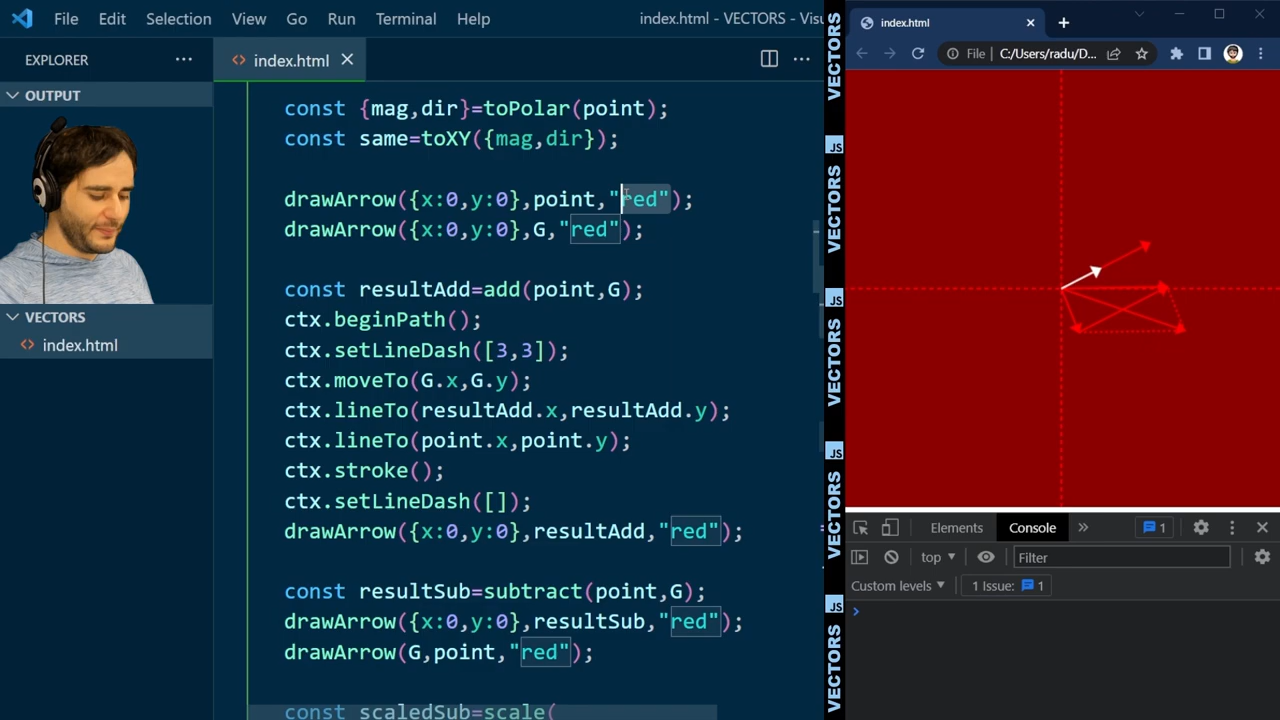 File Edit Selection View Go Run Terminal Help
index.html - VECTORS - Visu
EXPLORER
index.html
OUTPUT
VECTORS
index.html
const {mag,dir}=toPolar(point);
const same=toXY({mag,dir});
drawArrow({x:0,y:0},point,"red");
drawArrow({x:0,y:0},G,"red");
const resultAdd=add(point,G);
ctx.beginPath();
ctx.setLineDash([3,3]);
ctx.moveTo(G.x,G.y);
ctx.lineTo(resultAdd.x,resultAdd.y);
ctx.lineTo(point.x,point.y);
ctx.stroke();
ctx.setLineDash([]);
drawArrow({x:0,y:0},resultAdd,"red");
const resultSub=subtract(point,G);
drawArrow({x:0,y:0},resultSub,"red");
drawArrow(G,point,"red");
const scaledSub=scale(
VECTORS
JS
VECTORS
JS
VECTORS
JS
VECTORS
JS
VECTORS
index.html
File C:/Users/radu/D...
Elements Console 1
top Filter
Custom levels 1 Issue: 1